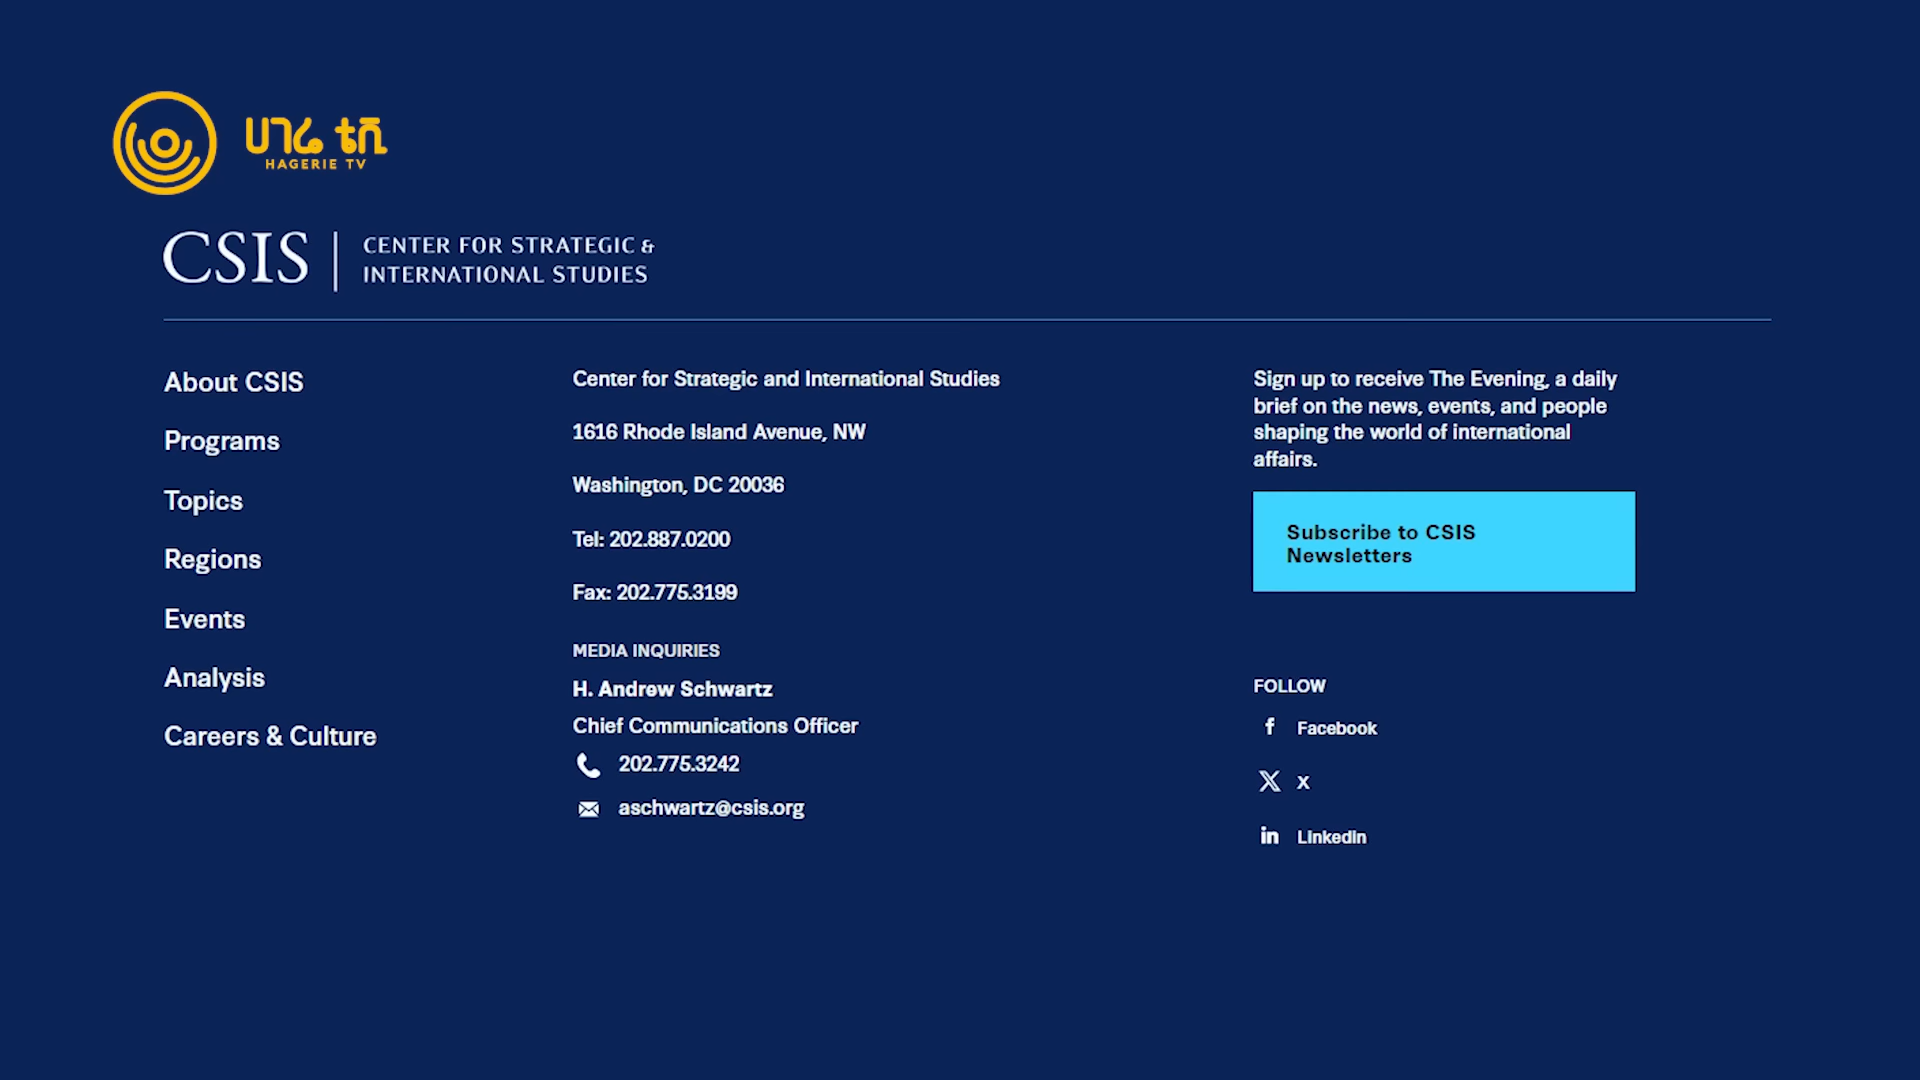 ሀገሬ ቴቪ
HAGERIE TV
CSIS
CENTER FOR STRATEGIC &
INTERNATIONAL STUDIES
About CSIS
Programs
Topics
Regions
Events
Analysis
Careers & Culture
Center for Strategic and International Studies
1616 Rhode Island Avenue, NW
Washington, DC 20036
Tel: 202.887.0200
Fax: 202.775.3199
MEDIA INQUIRIES
H. Andrew Schwartz
Chief Communications Officer
202.775.3242
aschwartz@csis.org
Sign up to receive The Evening, a daily
brief on the news, events, and people
shaping the world of international
affairs.
Subscribe to CSIS
Newsletters
FOLLOW
Facebook
X
LinkedIn